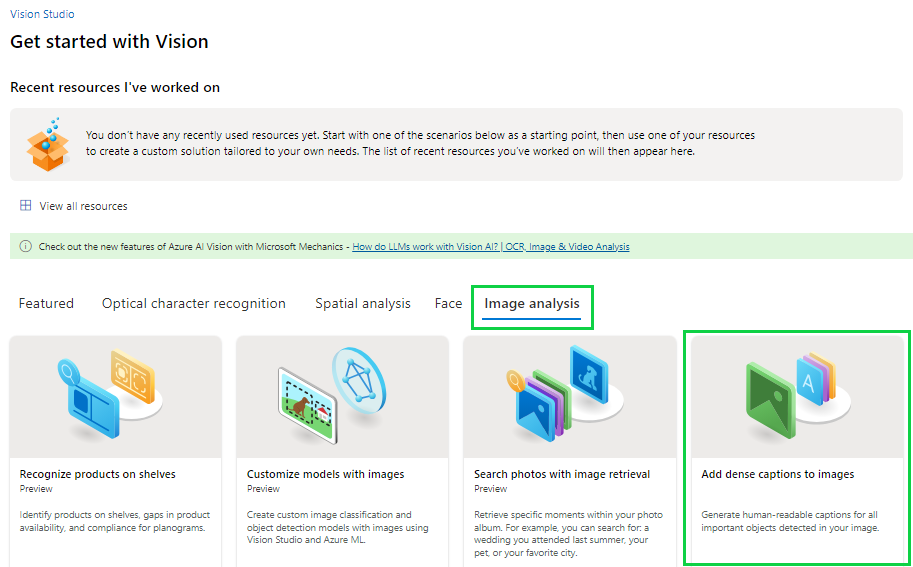 Vision Studio
Get started with Vision
Recent resources I've worked on
You don't have any recently used resources yet. Start with one of the scenarios below as a starting point, then use one of your resources
to create a custom solution tailored to your own needs. The list of recent resources you've worked on will then appear here.
View all resources
Check out the new features of Azure AI Vision with Microsoft Mechanics - How do LLMs work with Vision AI? | OCR, Image & Video Analysis
Featured
Optical character recognition
Spatial analysis
Face
Image analysis
Recognize products on shelves
Preview
Identify products on shelves, gaps in product
availability, and compliance for planograms.
Customize models with images
Preview
Create custom image classification and
object detection models with images using
Vision Studio and Azure ML.
Search photos with image retrieval
Preview
Retrieve specific moments within your photo
album. For example, you can search for: a
wedding you attended last summer, your
pet, or your favorite city.
A
Add dense captions to images
Generate human-readable captions for all
important objects detected in your image.